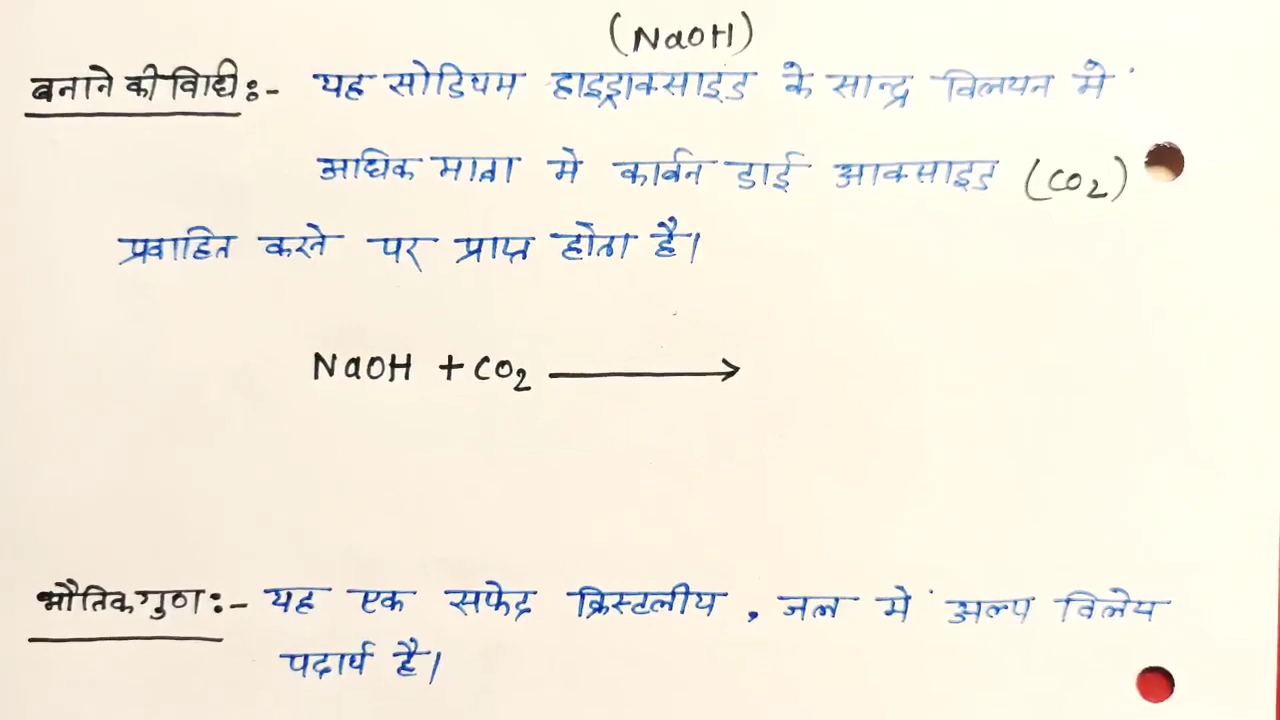 (NaOH)
बनाने की विधी:- यह सोडियम हाइड्राक्साइड के सान्द्र विलयन में
अधिक मात्रा मे कार्बन डाई आक्साइड (CO2)
प्रवाहित करने पर प्राप्त होता है।
NaOH + CO2 ⟶
भौतिक गुण:- यह एक सफेद क्रिस्टलीय, जल में अल्प विलेय
पदार्थ है।